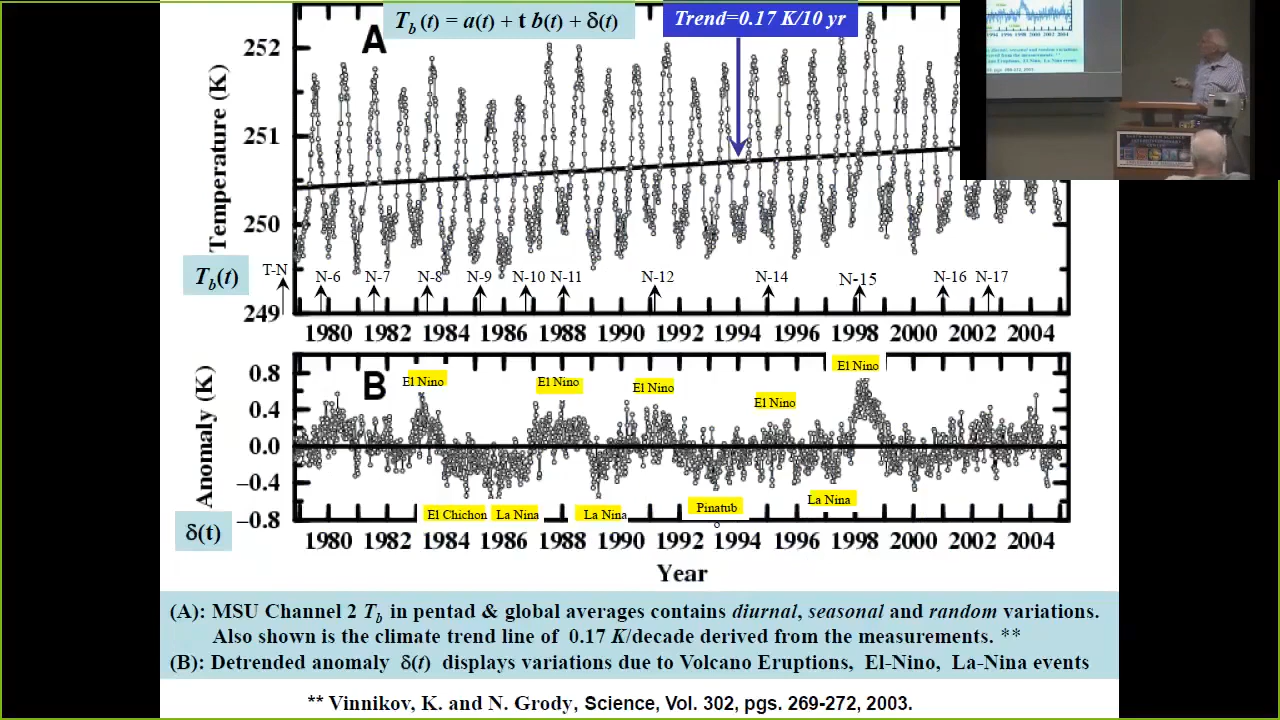 T_b (t) = a(t) + t b(t) + δ(t)
Trend=0.17 K/10 yr
A
252
251
250
249
Temperature (K)
T_b(t)
T-N N-6 N-7 N-8 N-9 N-10 N-11 N-12 N-14 N-15 N-16 N-17
1980 1982 1984 1986 1988 1990 1992 1994 1996 1998 2000 2002 2004
B
0.8
0.4
0.0
−0.4
−0.8
Anomaly (K)
δ(t)
El Nino El Nino El Nino El Nino El Nino
El Chichon La Nina La Nina Pinatub La Nina
o
1980 1982 1984 1986 1988 1990 1992 1994 1996 1998 2000 2002 2004
Year
(A): MSU Channel 2 T_b in pentad & global averages contains diurnal, seasonal and random variations.
Also shown is the climate trend line of 0.17 K/decade derived from the measurements. **
(B): Detrended anomaly δ(t) displays variations due to Volcano Eruptions, El-Nino, La-Nina events
** Vinnikov, K. and N. Grody, Science, Vol. 302, pgs. 269-272, 2003.